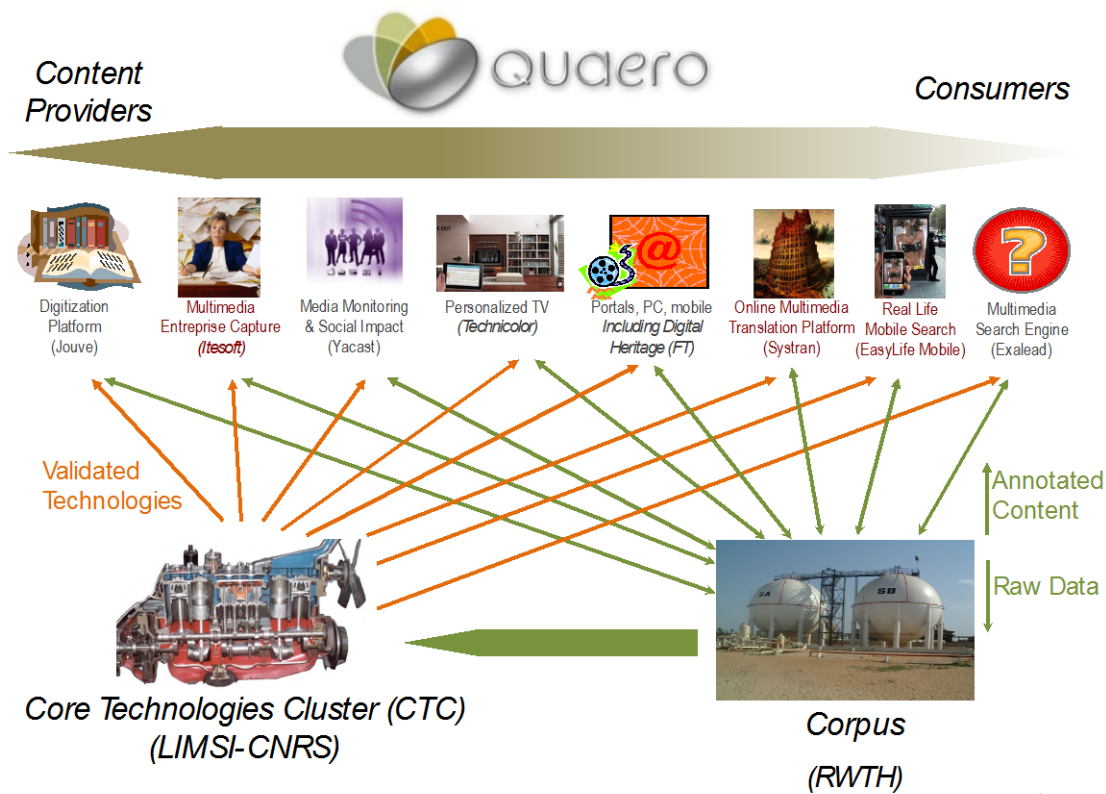 Quaero
Content
Providers
Consumers
Digitization
Platform
(Jouve)
Multimedia
Entreprise Capture
(Itesoft)
Media Monitoring
& Social Impact
(Yacast)
Personalized TV
(Technicolor)
Portals, PC, mobile
Including Digital
Heritage (FT)
Online Multimedia
Translation Platform
(Systran)
Real Life
Mobile Search
(EasyLife Mobile)
Multimedia
Search Engine
(Exalead)
Validated
Technologies
Annotated
Content
Raw Data
SA
SB
Core Technologies Cluster (CTC)
(LIMSI-CNRS)
Corpus
(RWTH)